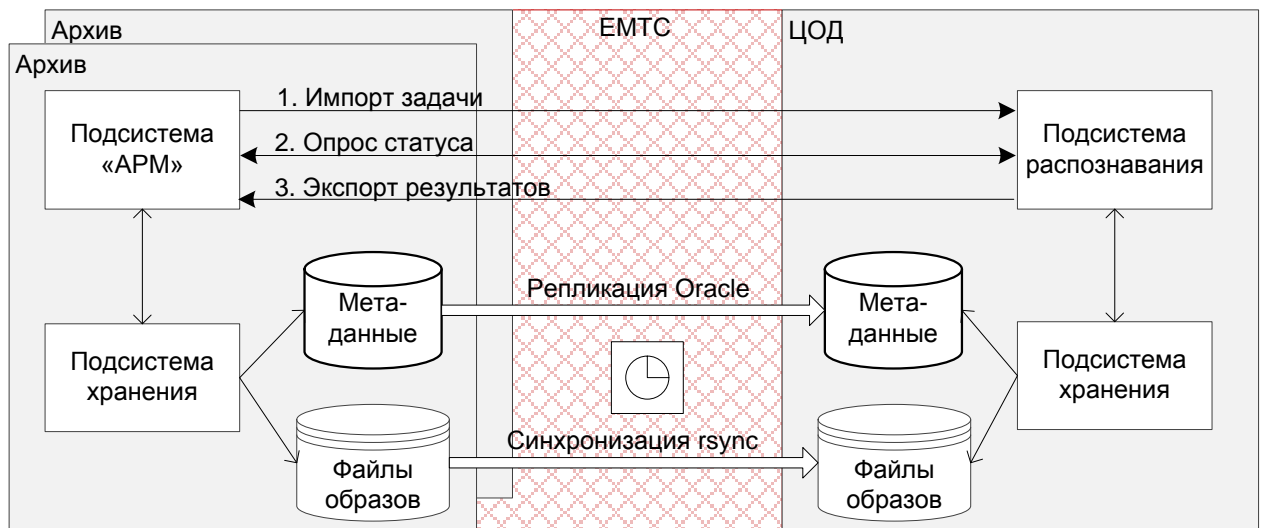 Архив
ЕМТС
ЦОД
Архив
1. Импорт задачи
Подсистема
«АРМ»
2. Опрос статуса
Подсистема
распознавания
3. Экспорт результатов
Мета-
данные
Репликация Oracle
Мета-
данные
Подсистема
хранения
Подсистема
хранения
Синхронизация rsync
Файлы
образов
Файлы
образов